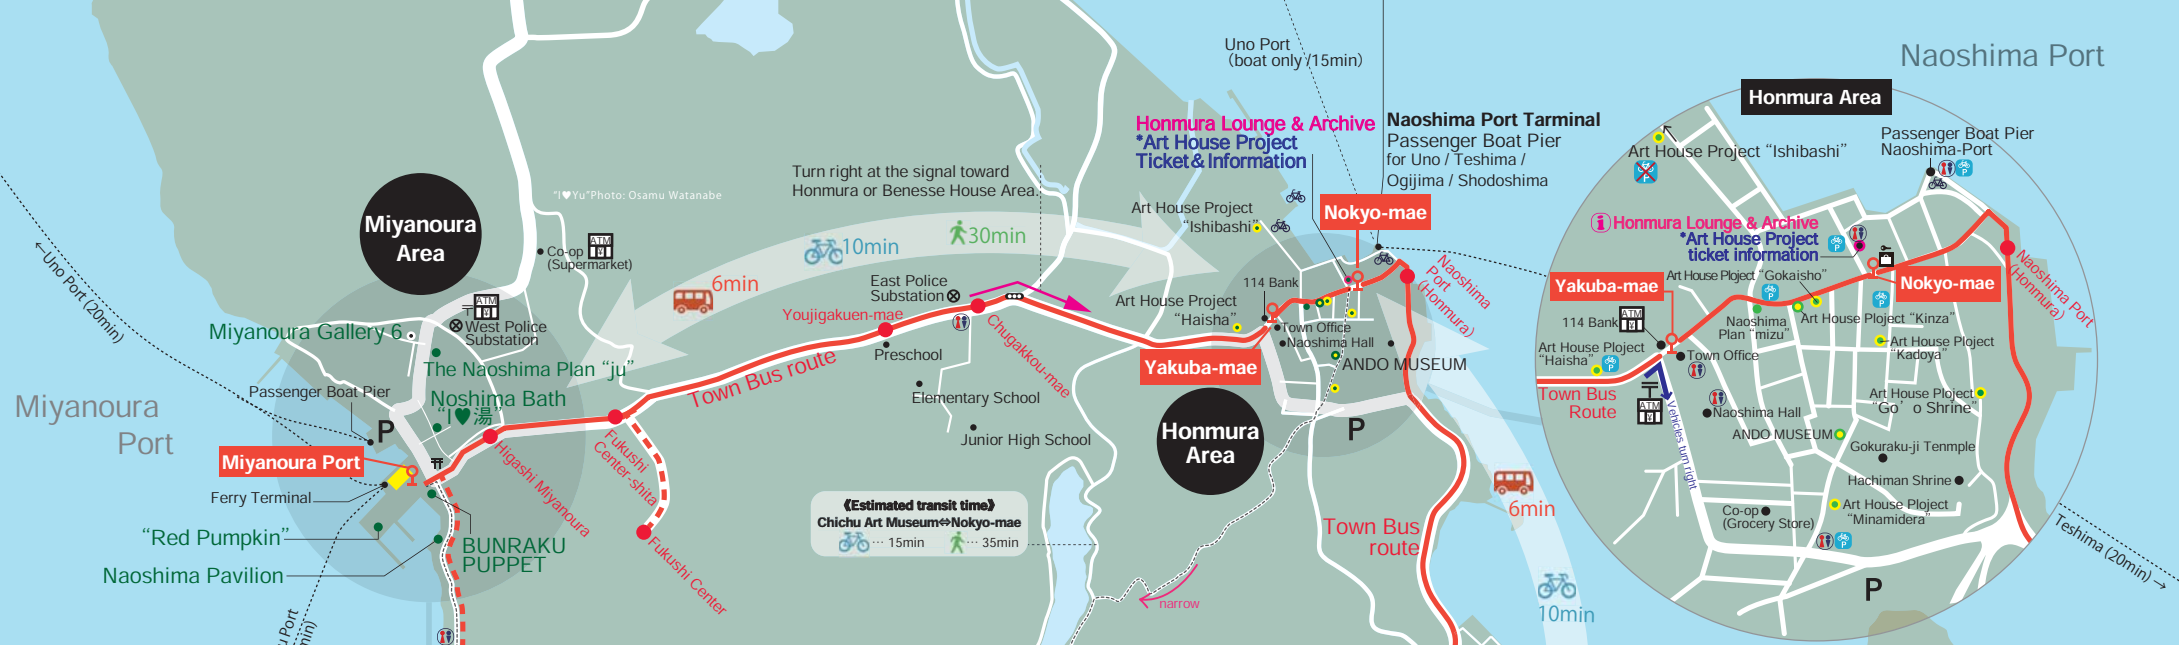 Uno Port
(boat only /15min)
Naoshima Port
Honmura Area
Honmura Lounge & Archive
*Art House Project
Ticket&Information
Naoshima Port Tarminal
Passenger Boat Pier
for Uno / Teshima /
Ogijima / Shodoshima
Nokyo-mae
Turn right at the signal toward
Honmura or Benesse House Area.
"I♥Yu"Photo: Osamu Watanabe
Miyanoura
Area
←Uno Port (20min)
Co-op
(Supermarket)
ATM
ATM
〒
West Police
Substation
Miyanoura Gallery 6
The Naoshima Plan “ju”
Noshima Bath
“I♥湯”
Passenger Boat Pier
P
Miyanoura
Port
Miyanoura Port
Ferry Terminal
“Red Pumpkin”
Naoshima Pavilion
BUNRAKU
PUPPET
Higashi Miyanoura
Fukushi
Center-shita
Fukushi Center
6min
10min
30min
East Police
Substation
Youjigakuen-mae
Preschool
Chugakkou-mae
Town Bus route
Elementary School
Junior High School
《Estimated transit time》
Chichu Art Museum⇔Nokyo-mae
··· 15min
··· 35min
narrow
Art House Project
“Ishibashi”
114 Bank
Art House Project
“Haisha”
Town Office
Naoshima Hall
Yakuba-mae
ANDO MUSEUM
Naoshima
Port
(Honmura)
Honmura
Area
P
Town Bus
route
6min
10min
Art House Project “Ishibashi”
Passenger Boat Pier
Naoshima-Port
P
P
i Honmura Lounge & Archive
*Art House Project
ticket information
P
Yakuba-mae
Art House Ploject “Gokaisho”
P
Nokyo-mae
Naoshima Port
(Honmura)
114 Bank
ATM
Naoshima
Plan “mizu”
Art House Ploject “Kinza”
P
Art House Ploject
“Haisha”
P
Town Office
Art House Ploject
“Kadoya”
Town Bus
Route
〒
ATM
Vehicles turn right
Naoshima Hall
Art House Ploject
“Go’ o Shrine”
ANDO MUSEUM
Gokuraku-ji Tenmple
Hachiman Shrine
Co-op
(Grocery Store)
Art House Ploject
“Minamidera”
P
P
Teshima (20min) →